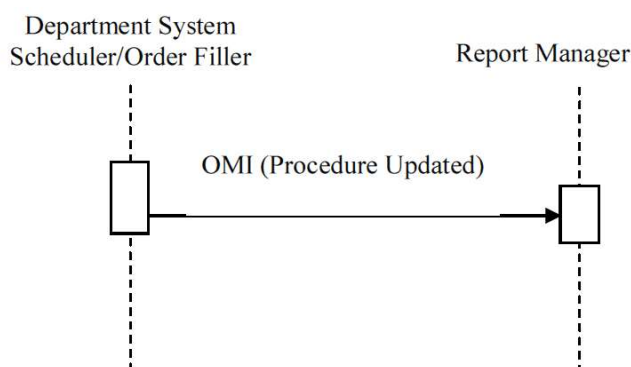 Department System
Scheduler/Order Filler
Report Manager
OMI (Procedure Updated)